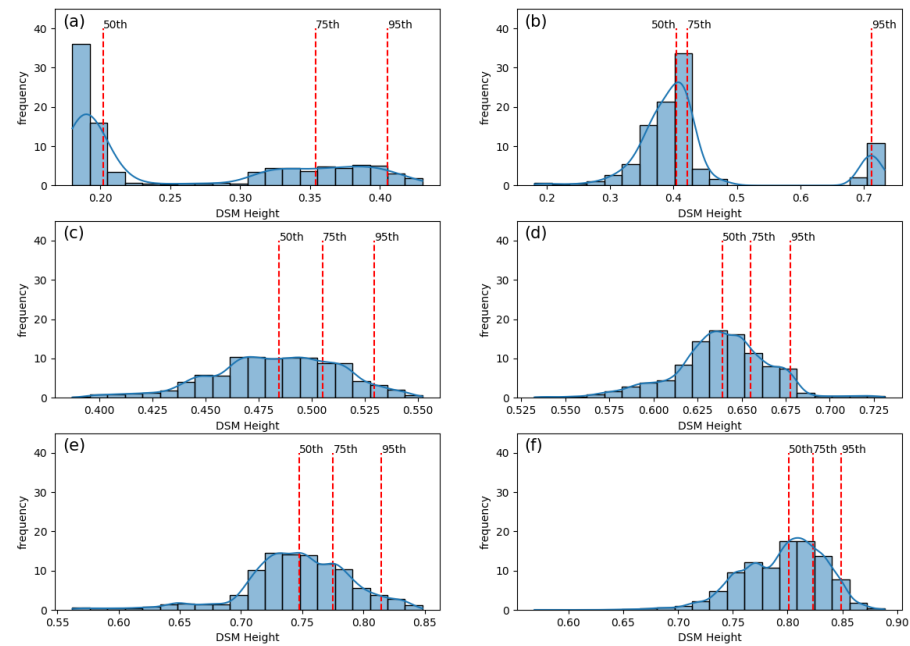 (a)
50th 75th 95th
frequency
40
30
20
10
0
0.20 0.25 0.30 0.35 0.40
DSM Height
(b)
50th 75th 95th
frequency
40
30
20
10
0
0.2 0.3 0.4 0.5 0.6 0.7
DSM Height
(c)
50th 75th 95th
frequency
40
30
20
10
0
0.400 0.425 0.450 0.475 0.500 0.525 0.550
DSM Height
(d)
50th 75th 95th
frequency
40
30
20
10
0
0.525 0.550 0.575 0.600 0.625 0.650 0.675 0.700 0.725
DSM Height
(e)
50th 75th 95th
frequency
40
30
20
10
0
0.55 0.60 0.65 0.70 0.75 0.80 0.85
DSM Height
(f)
50th 75th 95th
frequency
40
30
20
10
0
0.60 0.65 0.70 0.75 0.80 0.85 0.90
DSM Height